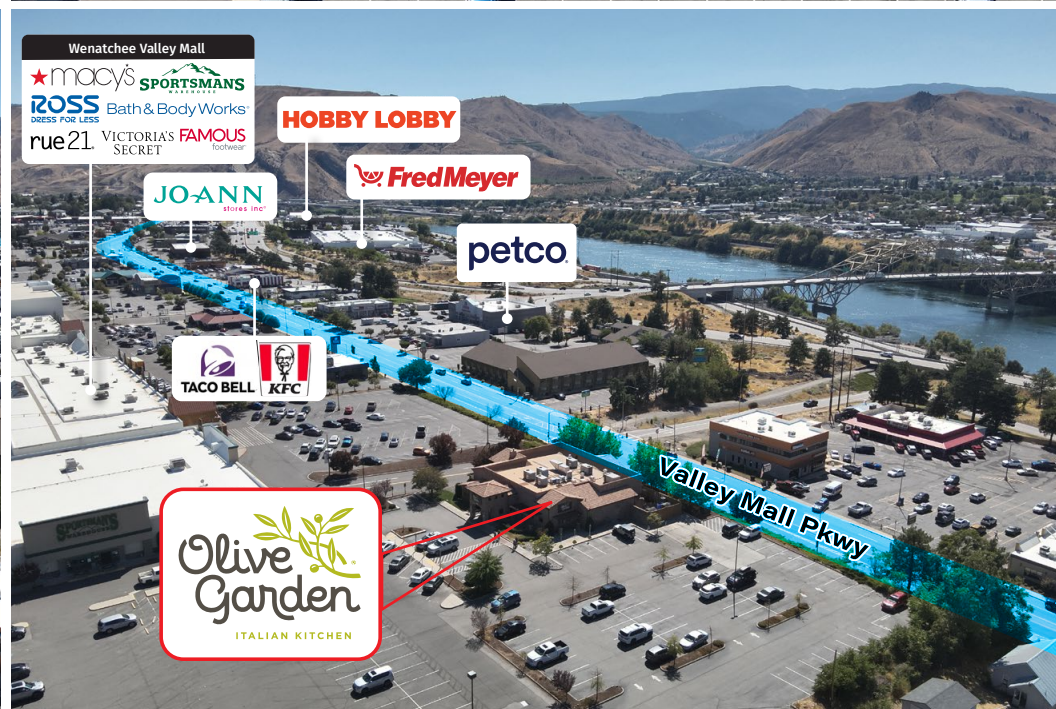 Wenatchee Valley Mall
macy's SPORTSMAN'S
WAREHOUSE
ROSS
DRESS FOR LESS
Bath & Body Works®
rue21® VICTORIA'S
SECRET
FAMOUS
footwear
HOBBY LOBBY
FredMeyer
JO-ANN
stores inc®
petco®
TACO BELL
KFC
Valley Mall Pkwy
SPORTSMAN'S
Olive
Garden
ITALIAN KITCHEN